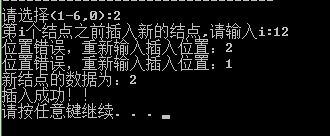 请选择(1-6,0):2
第i个结点之前插入新的结点,请输入i:12
位置错误，重新输入插入位置：2
位置错误，重新输入插入位置：1
新结点的数据为：2
插入成功！！
请按任意键继续. . .